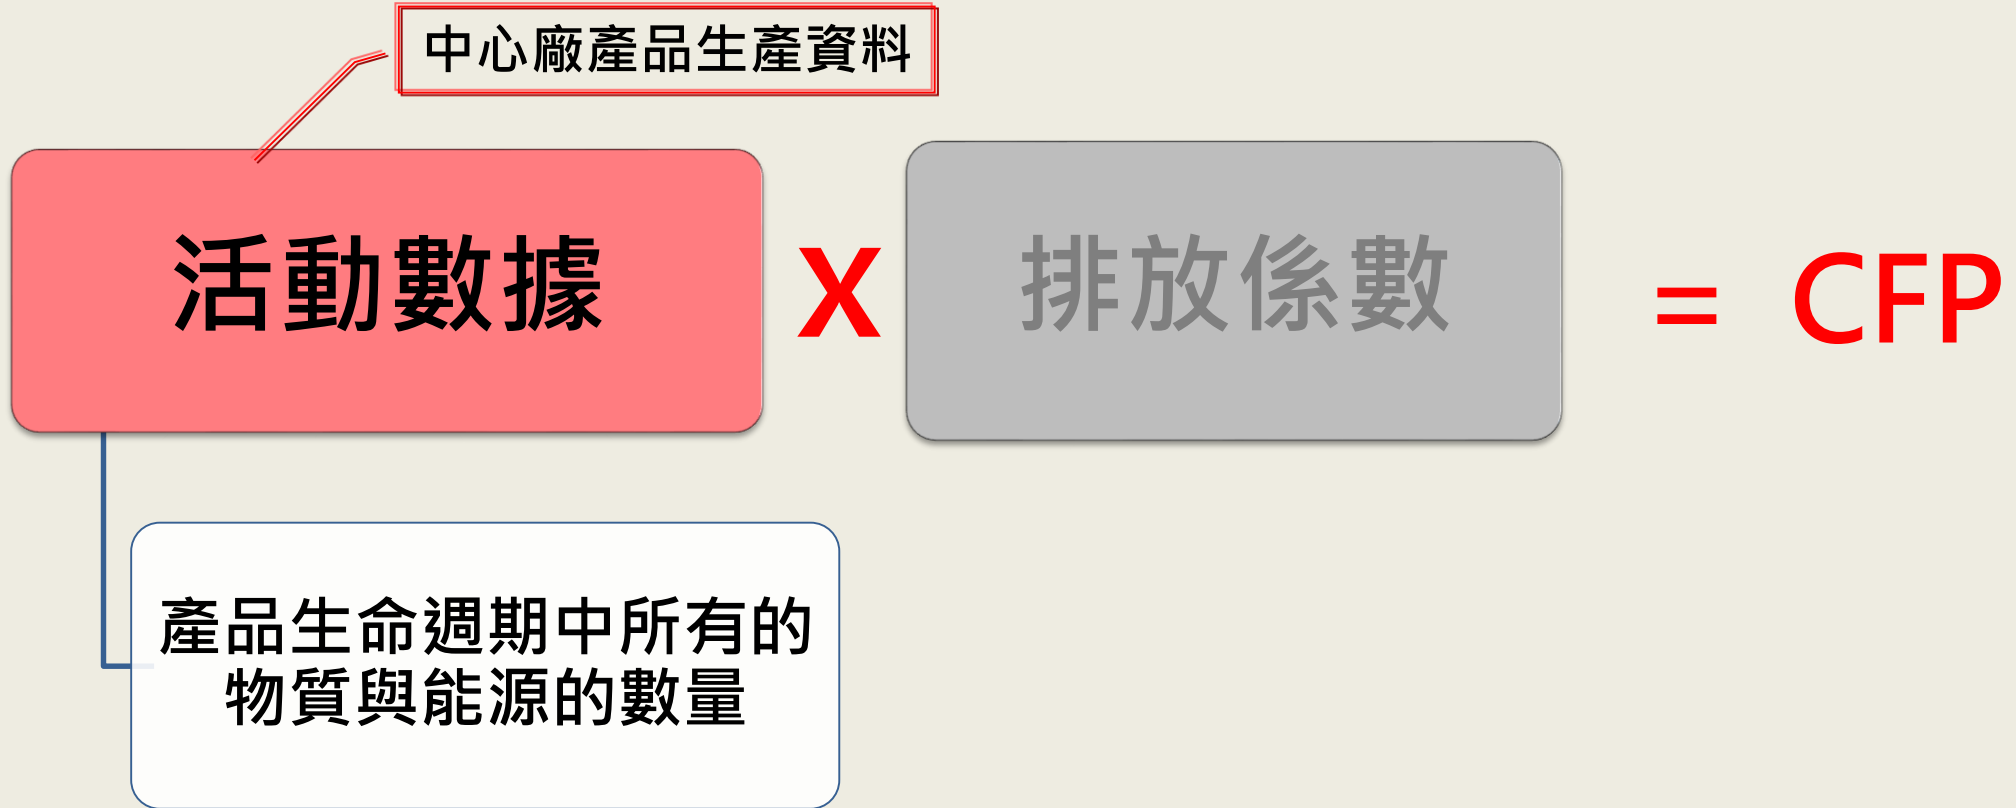 中心廠產品生產資料
活動數據 X 排放係數 = CFP
產品生命週期中所有的
物質與能源的數量